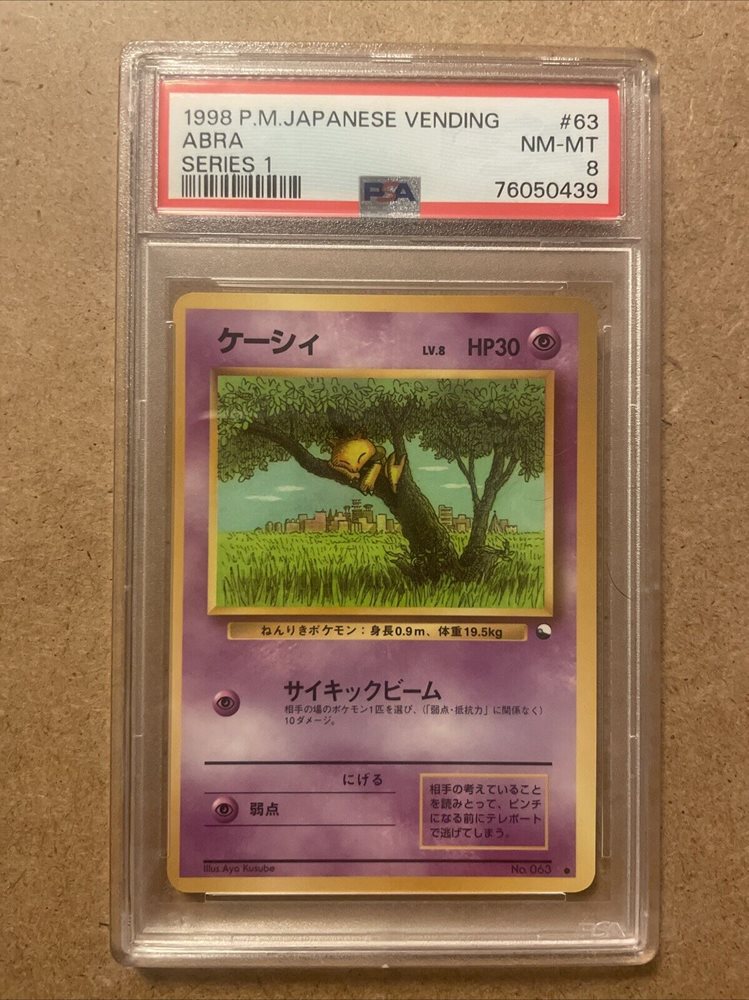 1998 P.M.JAPANESE VENDING #63
ABRA NM-MT
SERIES 1 8
PSA 76050439
ケーシィ LV.8 HP30
ねんりきポケモン：身長0.9m、体重19.5kg
サイキックビーム
相手の場のポケモン1匹を選び、（「弱点・抵抗力」に関係なく）
10ダメージ。
にげる
弱点
相手の考えていること
を読みとって、ピンチ
になる前にテレポート
で逃げてしまう。
Illus.Aya Kusube No.063 ●
PSA